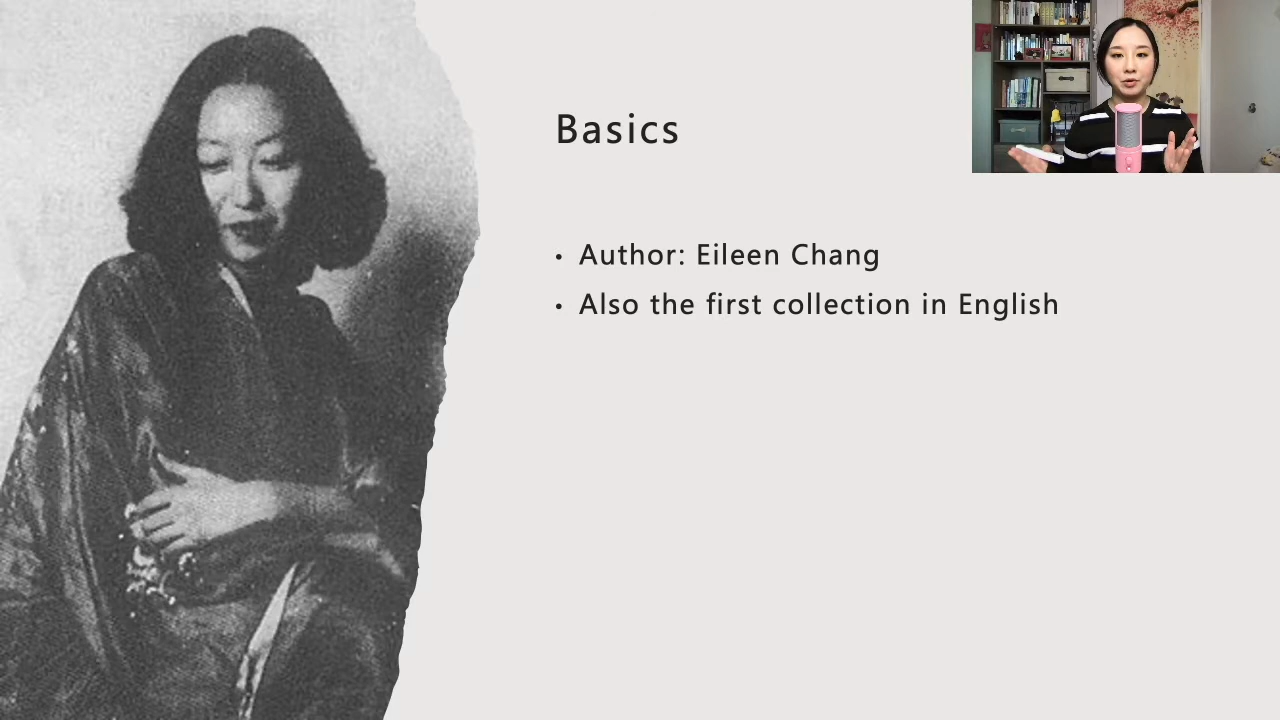 Basics
• Author: Eileen Chang
• Also the first collection in English